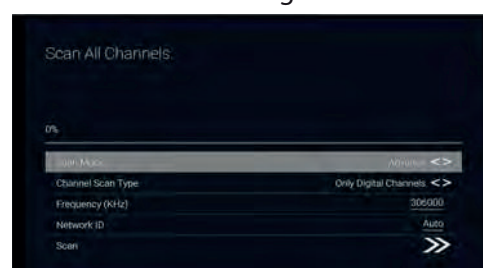 Scan All Channels.
0%
Scan Mode Advance <>
Channel Scan Type Only Digital Channels <>
Frequency (KHz) 306000
Network ID Auto
Scan